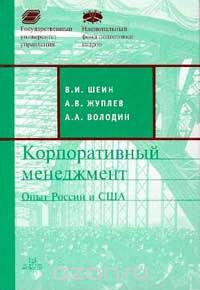 Государственный
университет
управления
Национальный
фонд подготовки
кадров
В.И. ШЕИН
А.В. ЖУПЛЕВ
А.А. ВОЛОДИН
Корпоративный
менеджмент
Опыт России и США